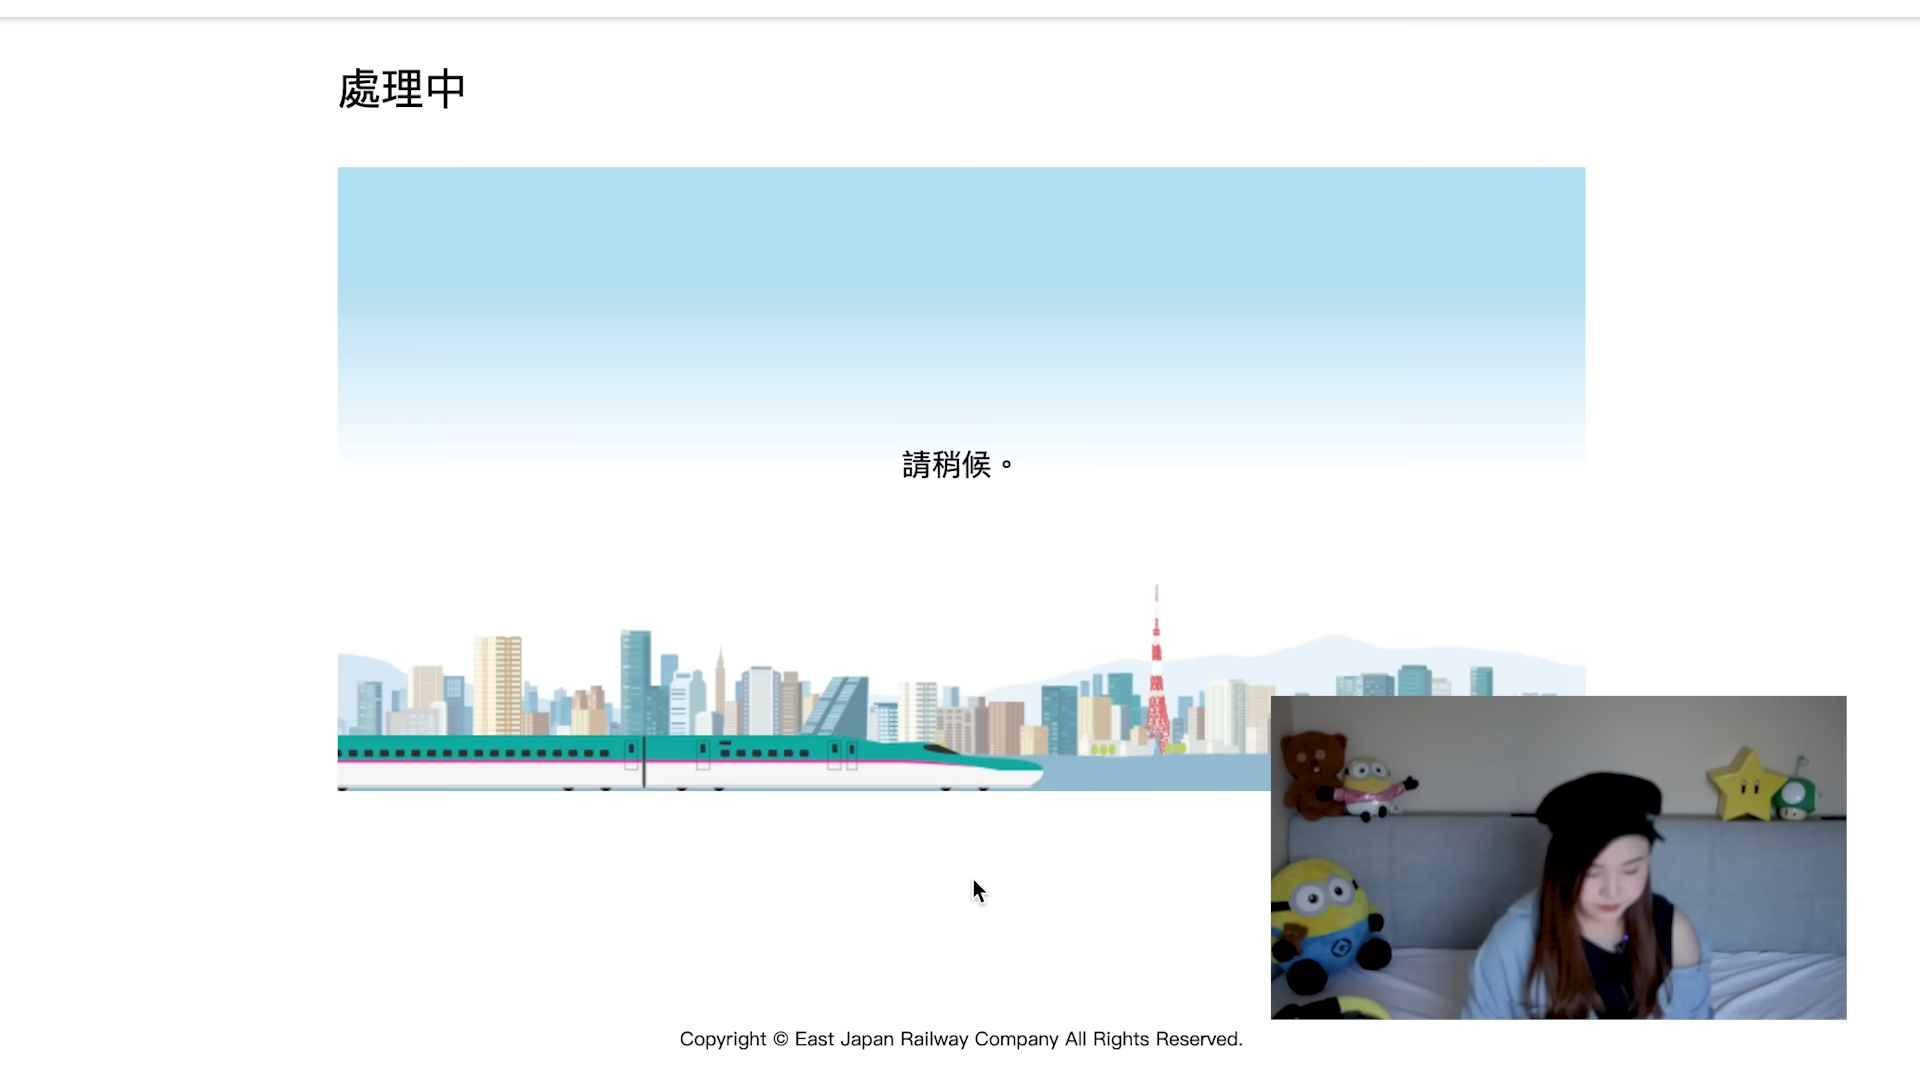 處理中
請稍候。
Copyright © East Japan Railway Company All Rights Reserved.